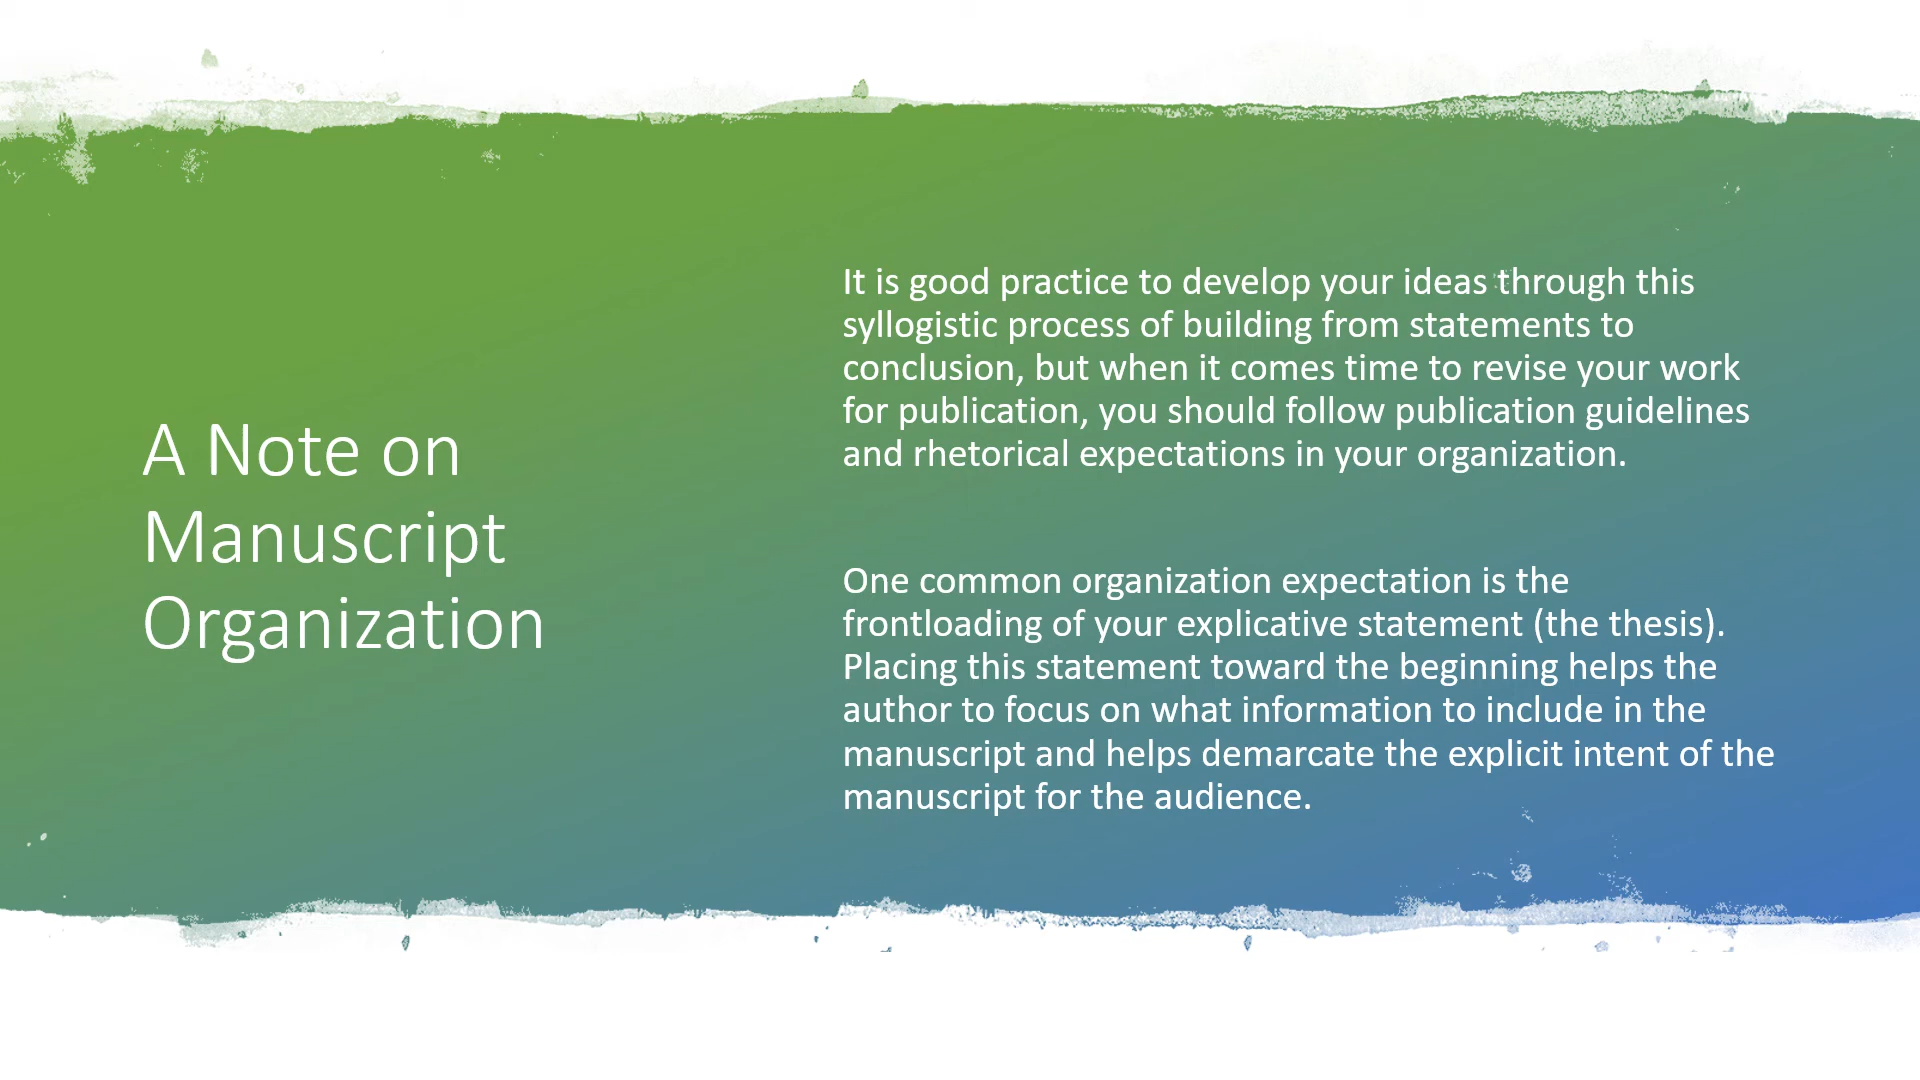 A Note on
Manuscript
Organization
It is good practice to develop your ideas through this
syllogistic process of building from statements to
conclusion, but when it comes time to revise your work
for publication, you should follow publication guidelines
and rhetorical expectations in your organization.
One common organization expectation is the
frontloading of your explicative statement (the thesis).
Placing this statement toward the beginning helps the
author to focus on what information to include in the
manuscript and helps demarcate the explicit intent of the
manuscript for the audience.